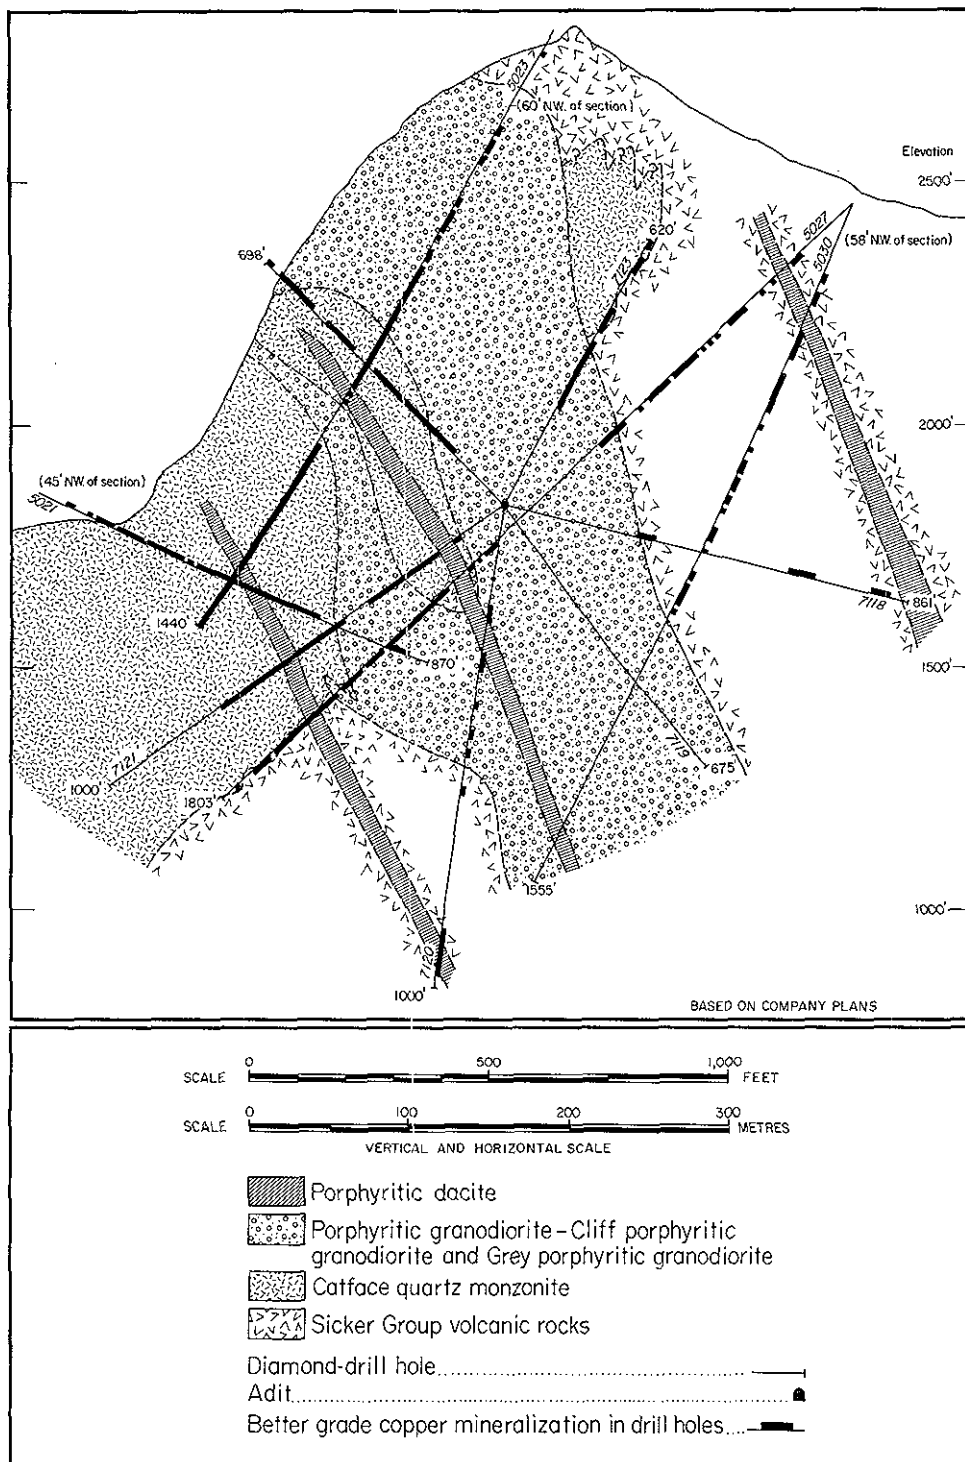 5023
(60' NW. of section)
Elevation
2500'
5027
(58' NW. of section)
5030
620'
7123
698'
2000'
(45' NW. of section)
5021
861'
7118
1440'
870'
1500'
7119
675'
7121
1000'
1803'
1555'
1000'
7120
1000'
BASED ON COMPANY PLANS
0 500 1,000
SCALE FEET
0 100 200 300
SCALE METRES
VERTICAL AND HORIZONTAL SCALE
Porphyritic dacite
Porphyritic granodiorite - Cliff porphyritic
granodiorite and Grey porphyritic granodiorite
Catface quartz monzonite
Sicker Group volcanic rocks
Diamond-drill hole
Adit
Better grade copper mineralization in drill holes